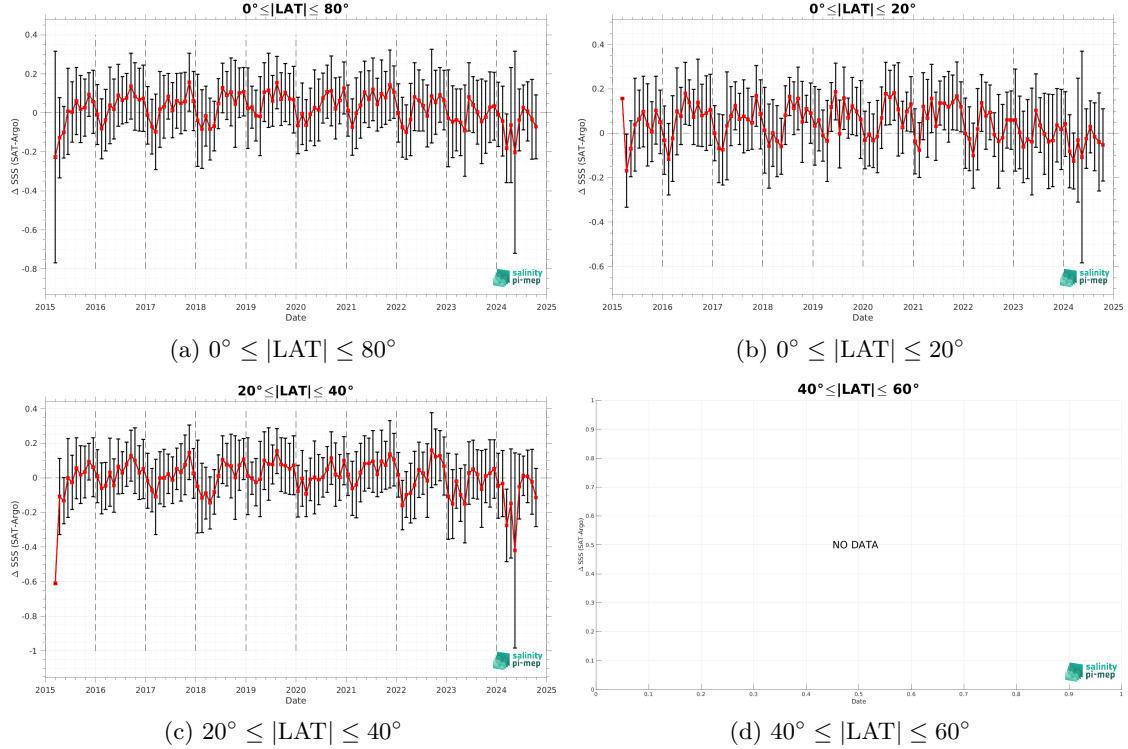 0°≤|LAT|≤ 80°
0.4
0.2
0
-0.2
-0.4
-0.6
-0.8
Δ SSS (SAT-Argo)
2015 2016 2017 2018 2019 2020 2021 2022 2023 2024 2025
Date
salinity
pi-mep
(a) 0° ≤ |LAT| ≤ 80°
0°≤|LAT|≤ 20°
0.4
0.2
0
-0.2
-0.4
-0.6
Δ SSS (SAT-Argo)
2015 2016 2017 2018 2019 2020 2021 2022 2023 2024 2025
Date
salinity
pi-mep
(b) 0° ≤ |LAT| ≤ 20°
20°≤|LAT|≤ 40°
0.4
0.2
0
-0.2
-0.4
-0.6
-0.8
-1
Δ SSS (SAT-Argo)
2015 2016 2017 2018 2019 2020 2021 2022 2023 2024 2025
Date
salinity
pi-mep
(c) 20° ≤ |LAT| ≤ 40°
40°≤|LAT|≤ 60°
1
0.9
0.8
0.7
0.6
0.5
0.4
0.3
0.2
0.1
0
Δ SSS (SAT-Argo)
NO DATA
0 0.1 0.2 0.3 0.4 0.5 0.6 0.7 0.8 0.9 1
Date
salinity
pi-mep
(d) 40° ≤ |LAT| ≤ 60°